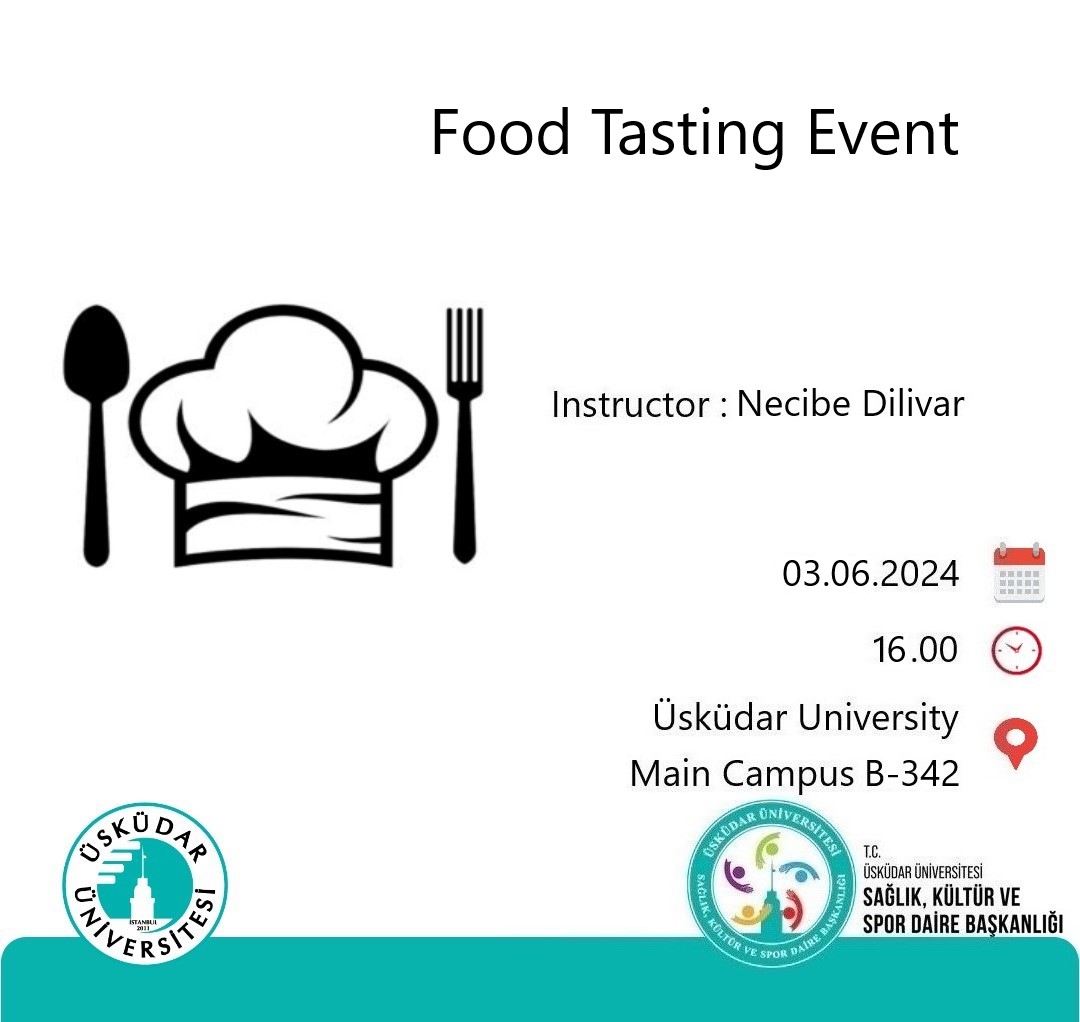 Food Tasting Event
Instructor : Necibe Dilivar
03.06.2024
16.00
Üsküdar University
Main Campus B-342
ÜSKÜDAR ÜNİVERSİTESİ
İSTANBUL
2011
ÜSKÜDAR ÜNİVERSİTESİ
SAĞLIK, KÜLTÜR VE SPOR DAİRE BAŞKANLIĞI
T.C.
ÜSKÜDAR ÜNİVERSİTESİ
SAĞLIK, KÜLTÜR VE
SPOR DAİRE BAŞKANLIĞI